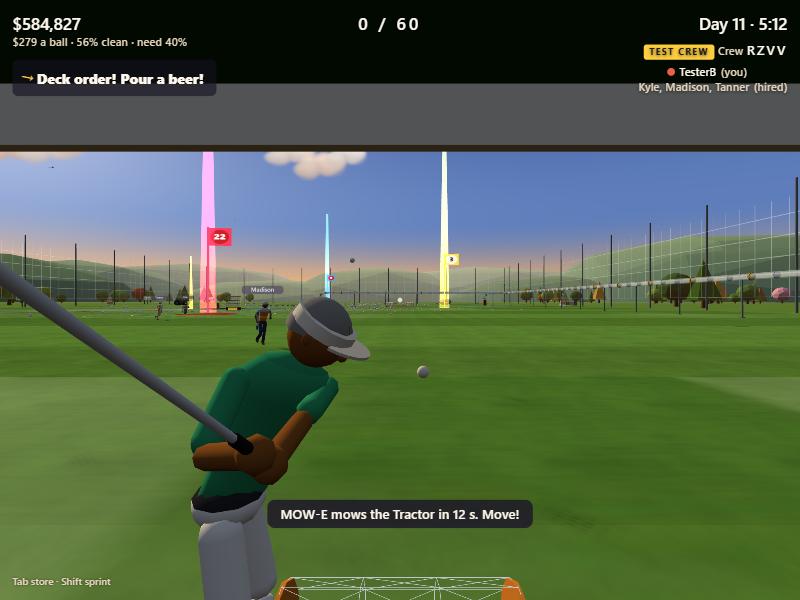 $584,827
0 / 60
Day 11 · 5:12
$279 a ball · 56% clean · need 40%
TEST CREW Crew RZVV
→ Deck order! Pour a beer!
TesterB (you)
Kyle, Madison, Tanner (hired)
22
8
Madison
MOW-E mows the Tractor in 12 s. Move!
Tab store · Shift sprint